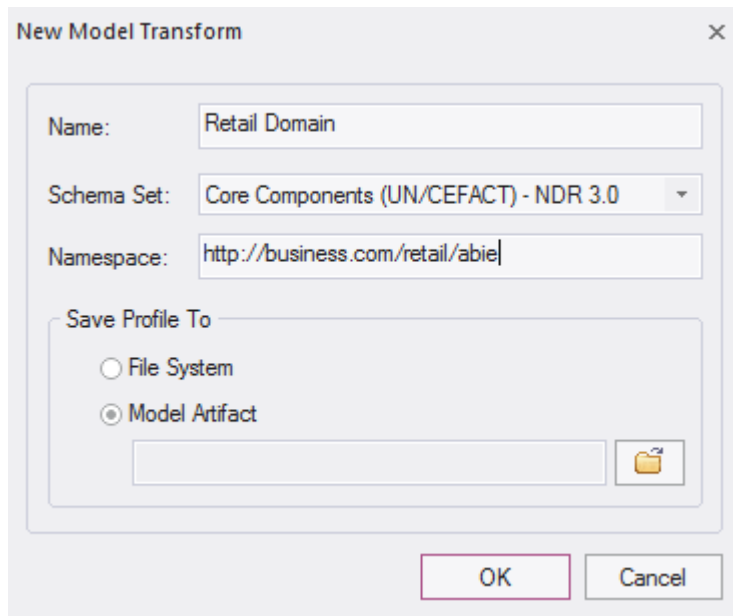 New Model Transform
Name: Retail Domain
Schema Set: Core Components (UN/CEFACT) - NDR 3.0
Namespace: http://business.com/retail/abie
Save Profile To
File System
Model Artifact
OK Cancel